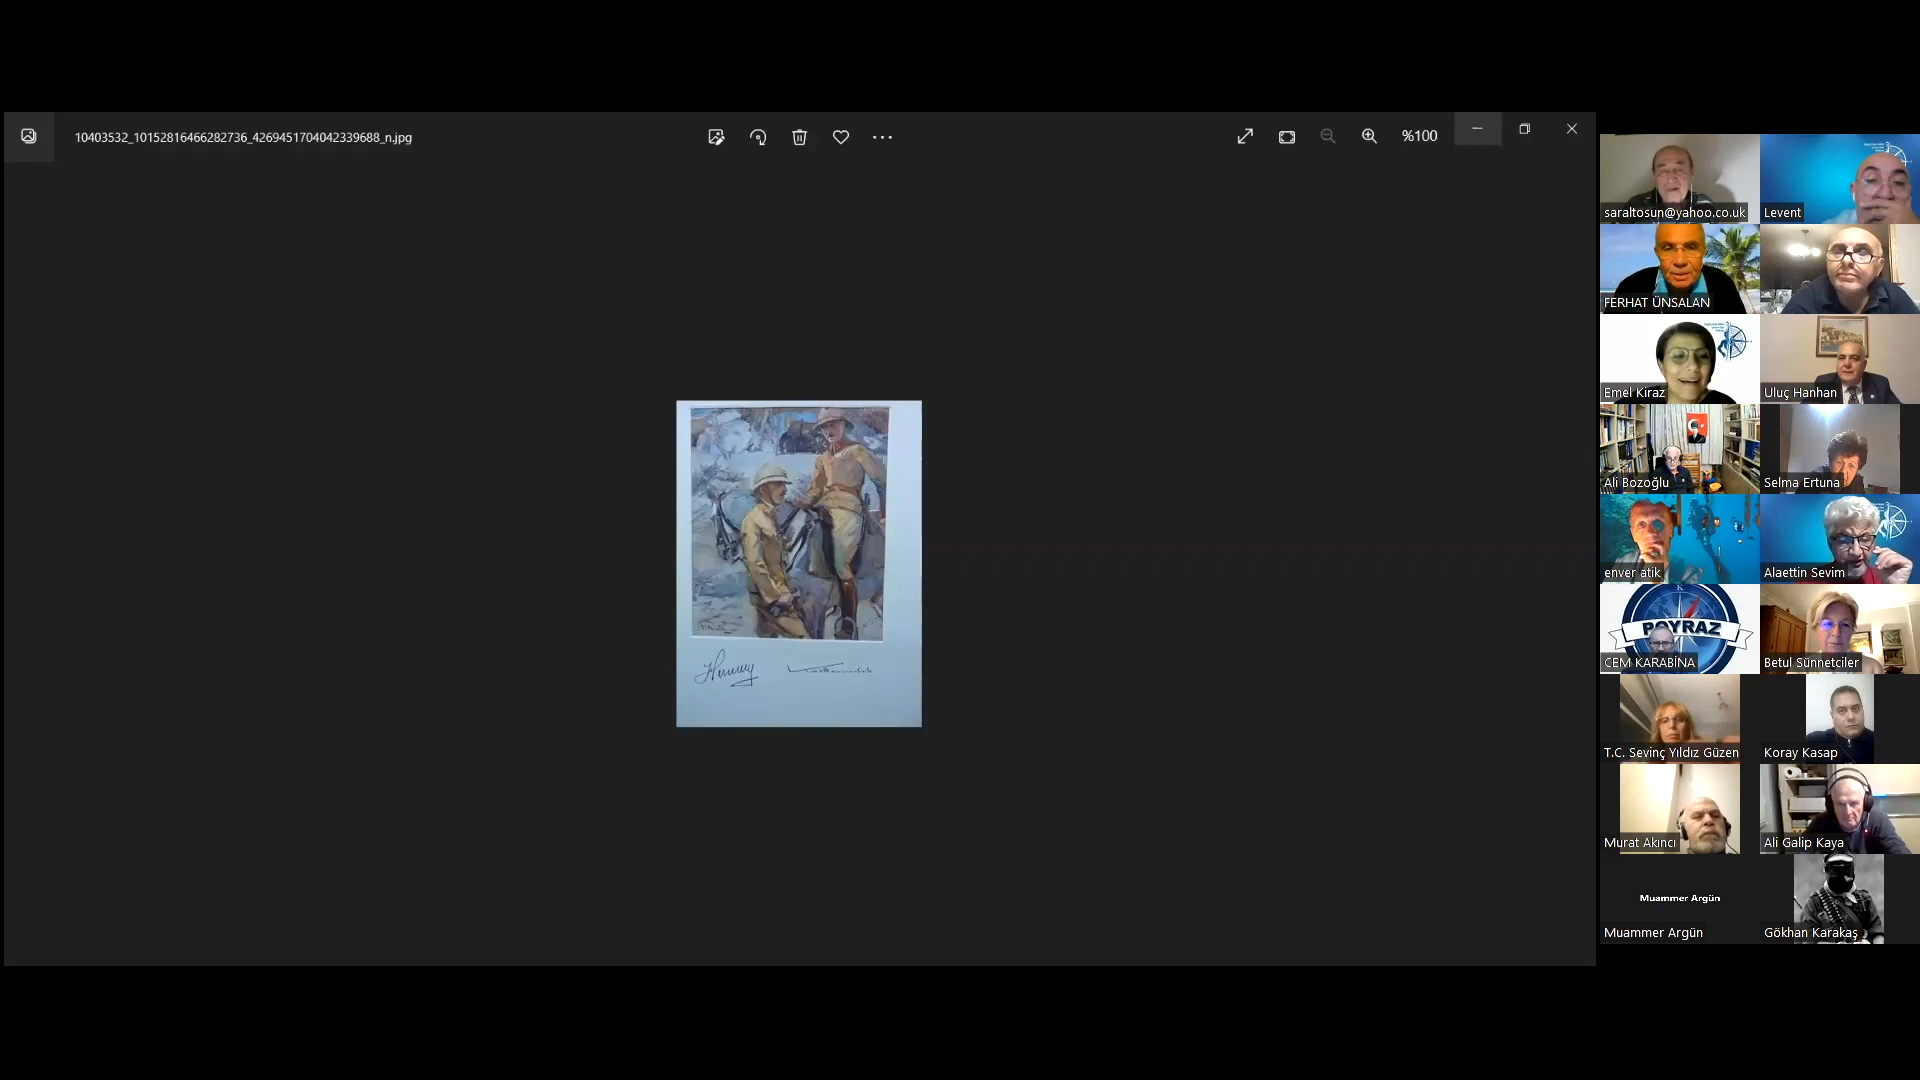 10403532_10152816466282736_4269451704042339688_n.jpg
%100
saraltosun@yahoo.co.uk
Levent
FERHAT ÜNSALAN
Emel Kiraz
Uluç Hanhan
Ali Bozoğlu
Selma Ertuna
enver atik
Alaettin Sevim
K
POYRAZ
CEM KARABİNA
Betul Sünnetciler
T.C. Sevinç Yıldız Güzen
Koray Kasap
Murat Akıncı
Ali Galip Kaya
Muammer Argün
Muammer Argün
Gökhan Karakaş